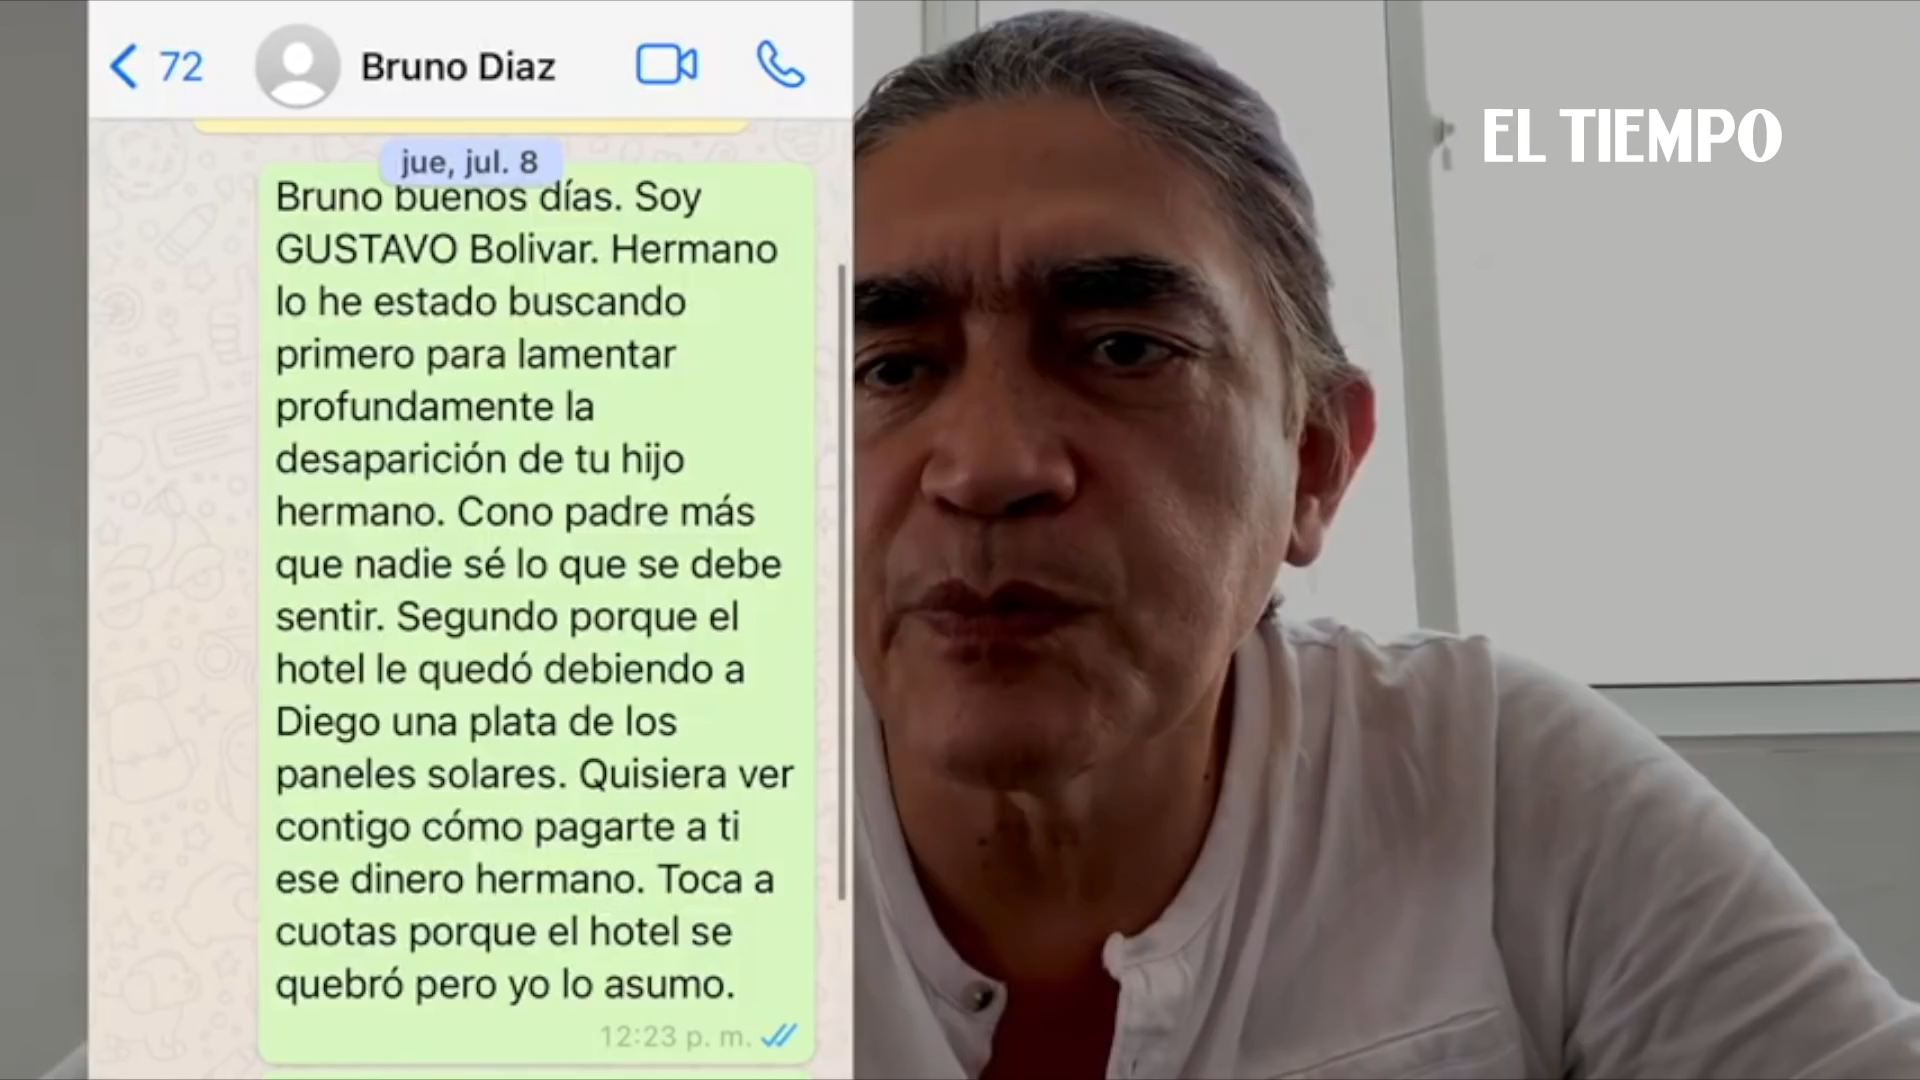 72
Bruno Diaz
EL TIEMPO
jue, jul. 8
Bruno buenos días. Soy
GUSTAVO Bolivar. Hermano
lo he estado buscando
primero para lamentar
profundamente la
desaparición de tu hijo
hermano. Cono padre más
que nadie sé lo que se debe
sentir. Segundo porque el
hotel le quedó debiendo a
Diego una plata de los
paneles solares. Quisiera ver
contigo cómo pagarte a ti
ese dinero hermano. Toca a
cuotas porque el hotel se
quebró pero yo lo asumo.
12:23 p. m.